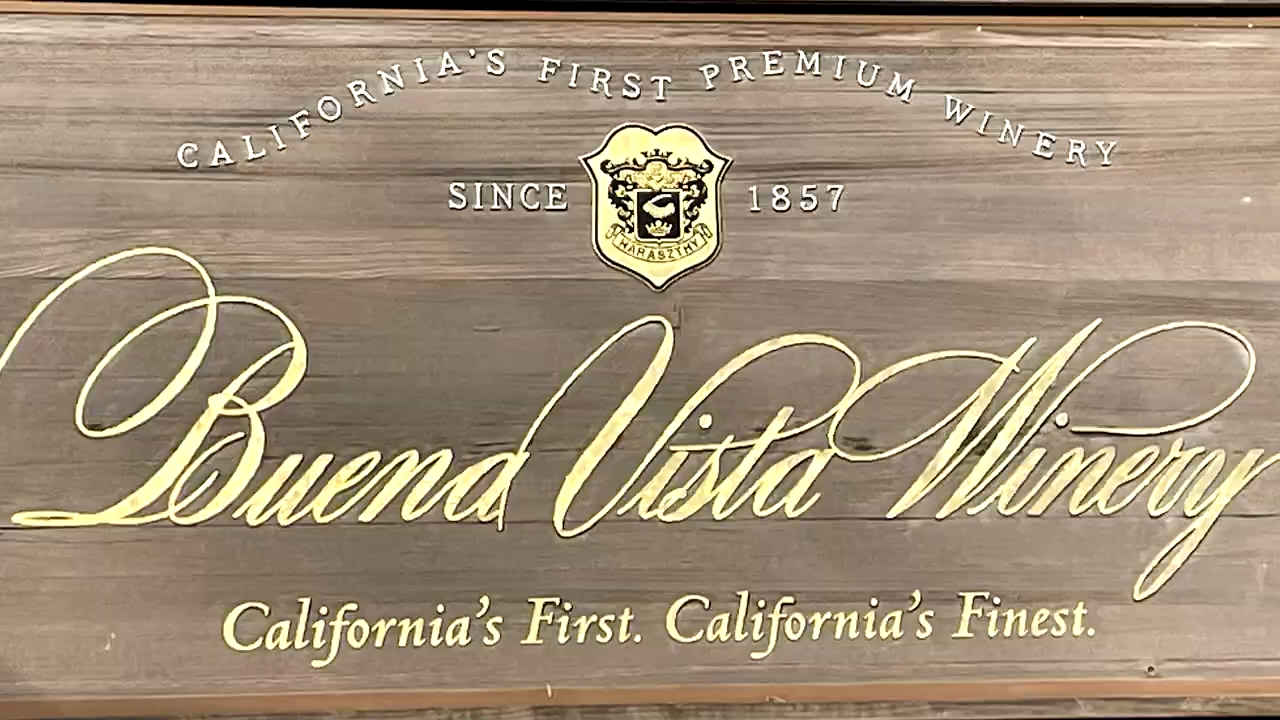 CALIFORNIA'S FIRST PREMIUM WINERY
SINCE 1857
HARASZTHY
Buena Vista Winery
California's First. California's Finest.